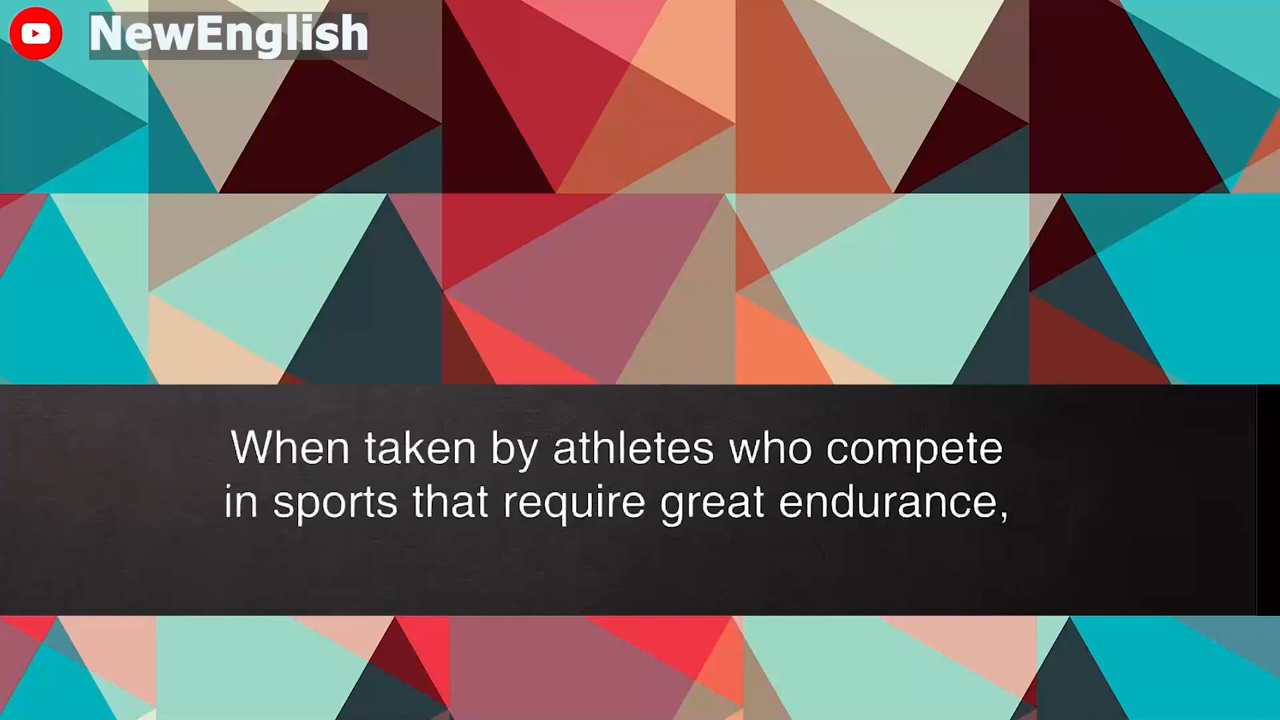 NewEnglish
When taken by athletes who compete
in sports that require great endurance,